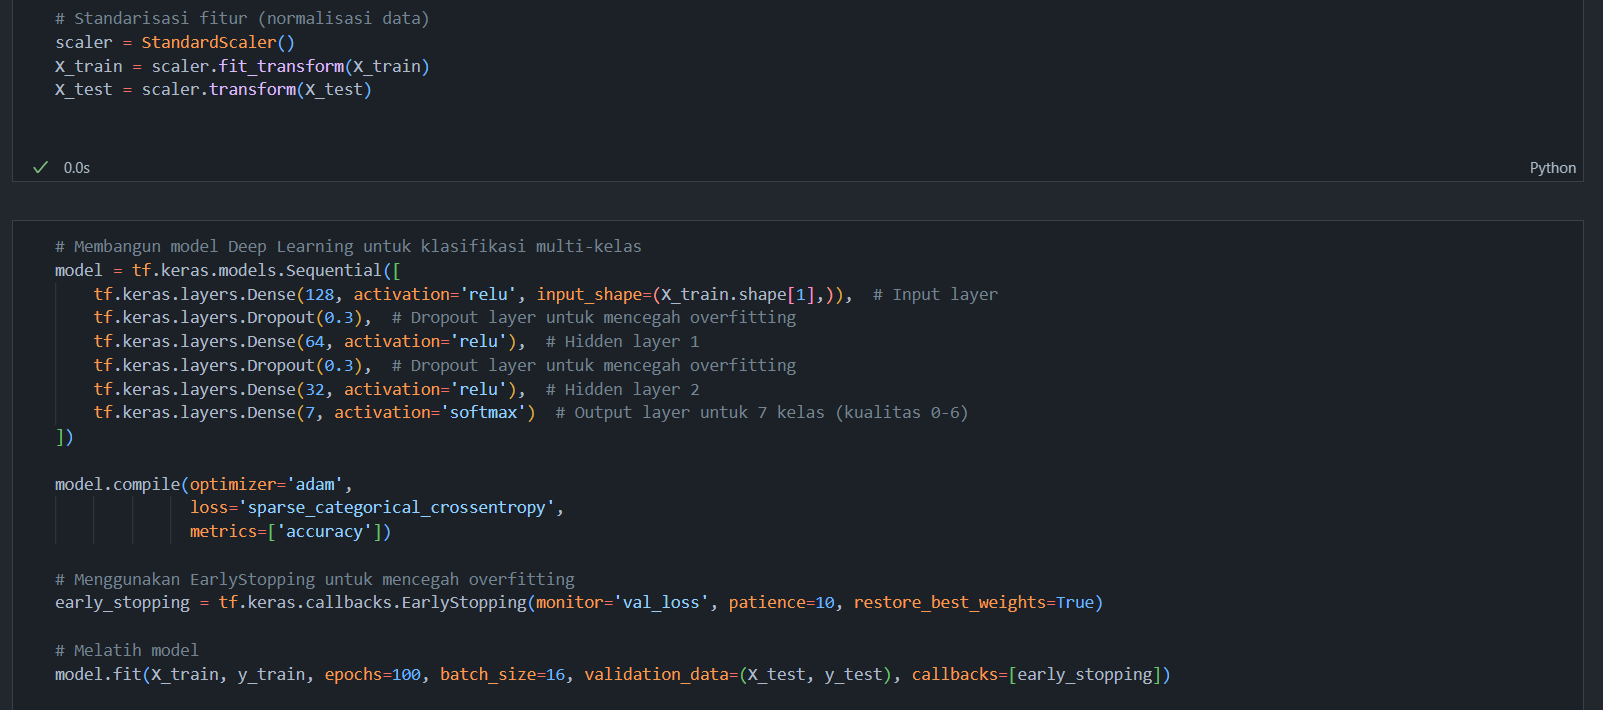 # Standarisasi fitur (normalisasi data)
scaler = StandardScaler()
X_train = scaler.fit_transform(X_train)
X_test = scaler.transform(X_test)
0.0s
Python
# Membangun model Deep Learning untuk klasifikasi multi-kelas
model = tf.keras.models.Sequential([
    tf.keras.layers.Dense(128, activation='relu', input_shape=(X_train.shape[1],)),  # Input layer
    tf.keras.layers.Dropout(0.3),  # Dropout layer untuk mencegah overfitting
    tf.keras.layers.Dense(64, activation='relu'),  # Hidden layer 1
    tf.keras.layers.Dropout(0.3),  # Dropout layer untuk mencegah overfitting
    tf.keras.layers.Dense(32, activation='relu'),  # Hidden layer 2
    tf.keras.layers.Dense(7, activation='softmax')  # Output layer untuk 7 kelas (kualitas 0-6)
])
model.compile(optimizer='adam',
              loss='sparse_categorical_crossentropy',
              metrics=['accuracy'])
# Menggunakan EarlyStopping untuk mencegah overfitting
early_stopping = tf.keras.callbacks.EarlyStopping(monitor='val_loss', patience=10, restore_best_weights=True)
# Melatih model
model.fit(X_train, y_train, epochs=100, batch_size=16, validation_data=(X_test, y_test), callbacks=[early_stopping])